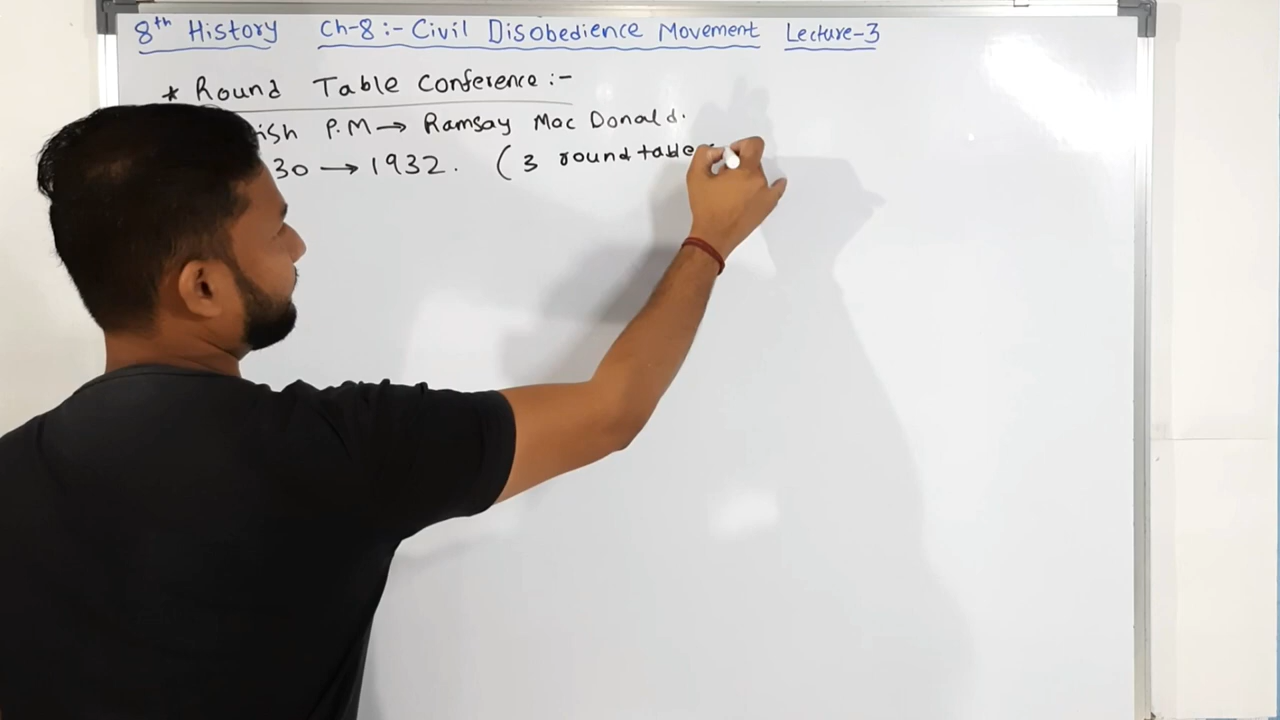 8th History Ch-8:- Civil Disobedience Movement Lecture-3
* Round Table Conference:-
P.M → Ramsay Moc Donald.
30 → 1932. (3 round table